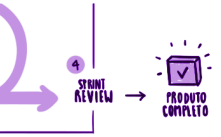 4
SPRINT
REVIEW
PRODUTO
COMPLETO